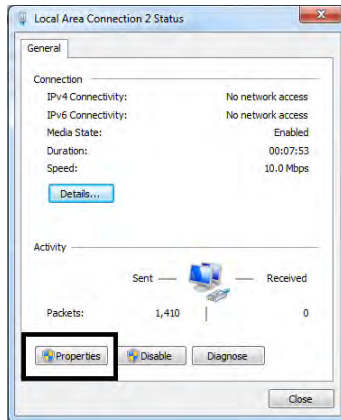 Local Area Connection 2 Status
General
Connection
IPv4 Connectivity: No network access
IPv6 Connectivity: No network access
Media State: Enabled
Duration: 00:07:53
Speed: 10.0 Mbps
Details...
Activity
Sent Received
Packets: 1,410 0
Properties Disable Diagnose
Close